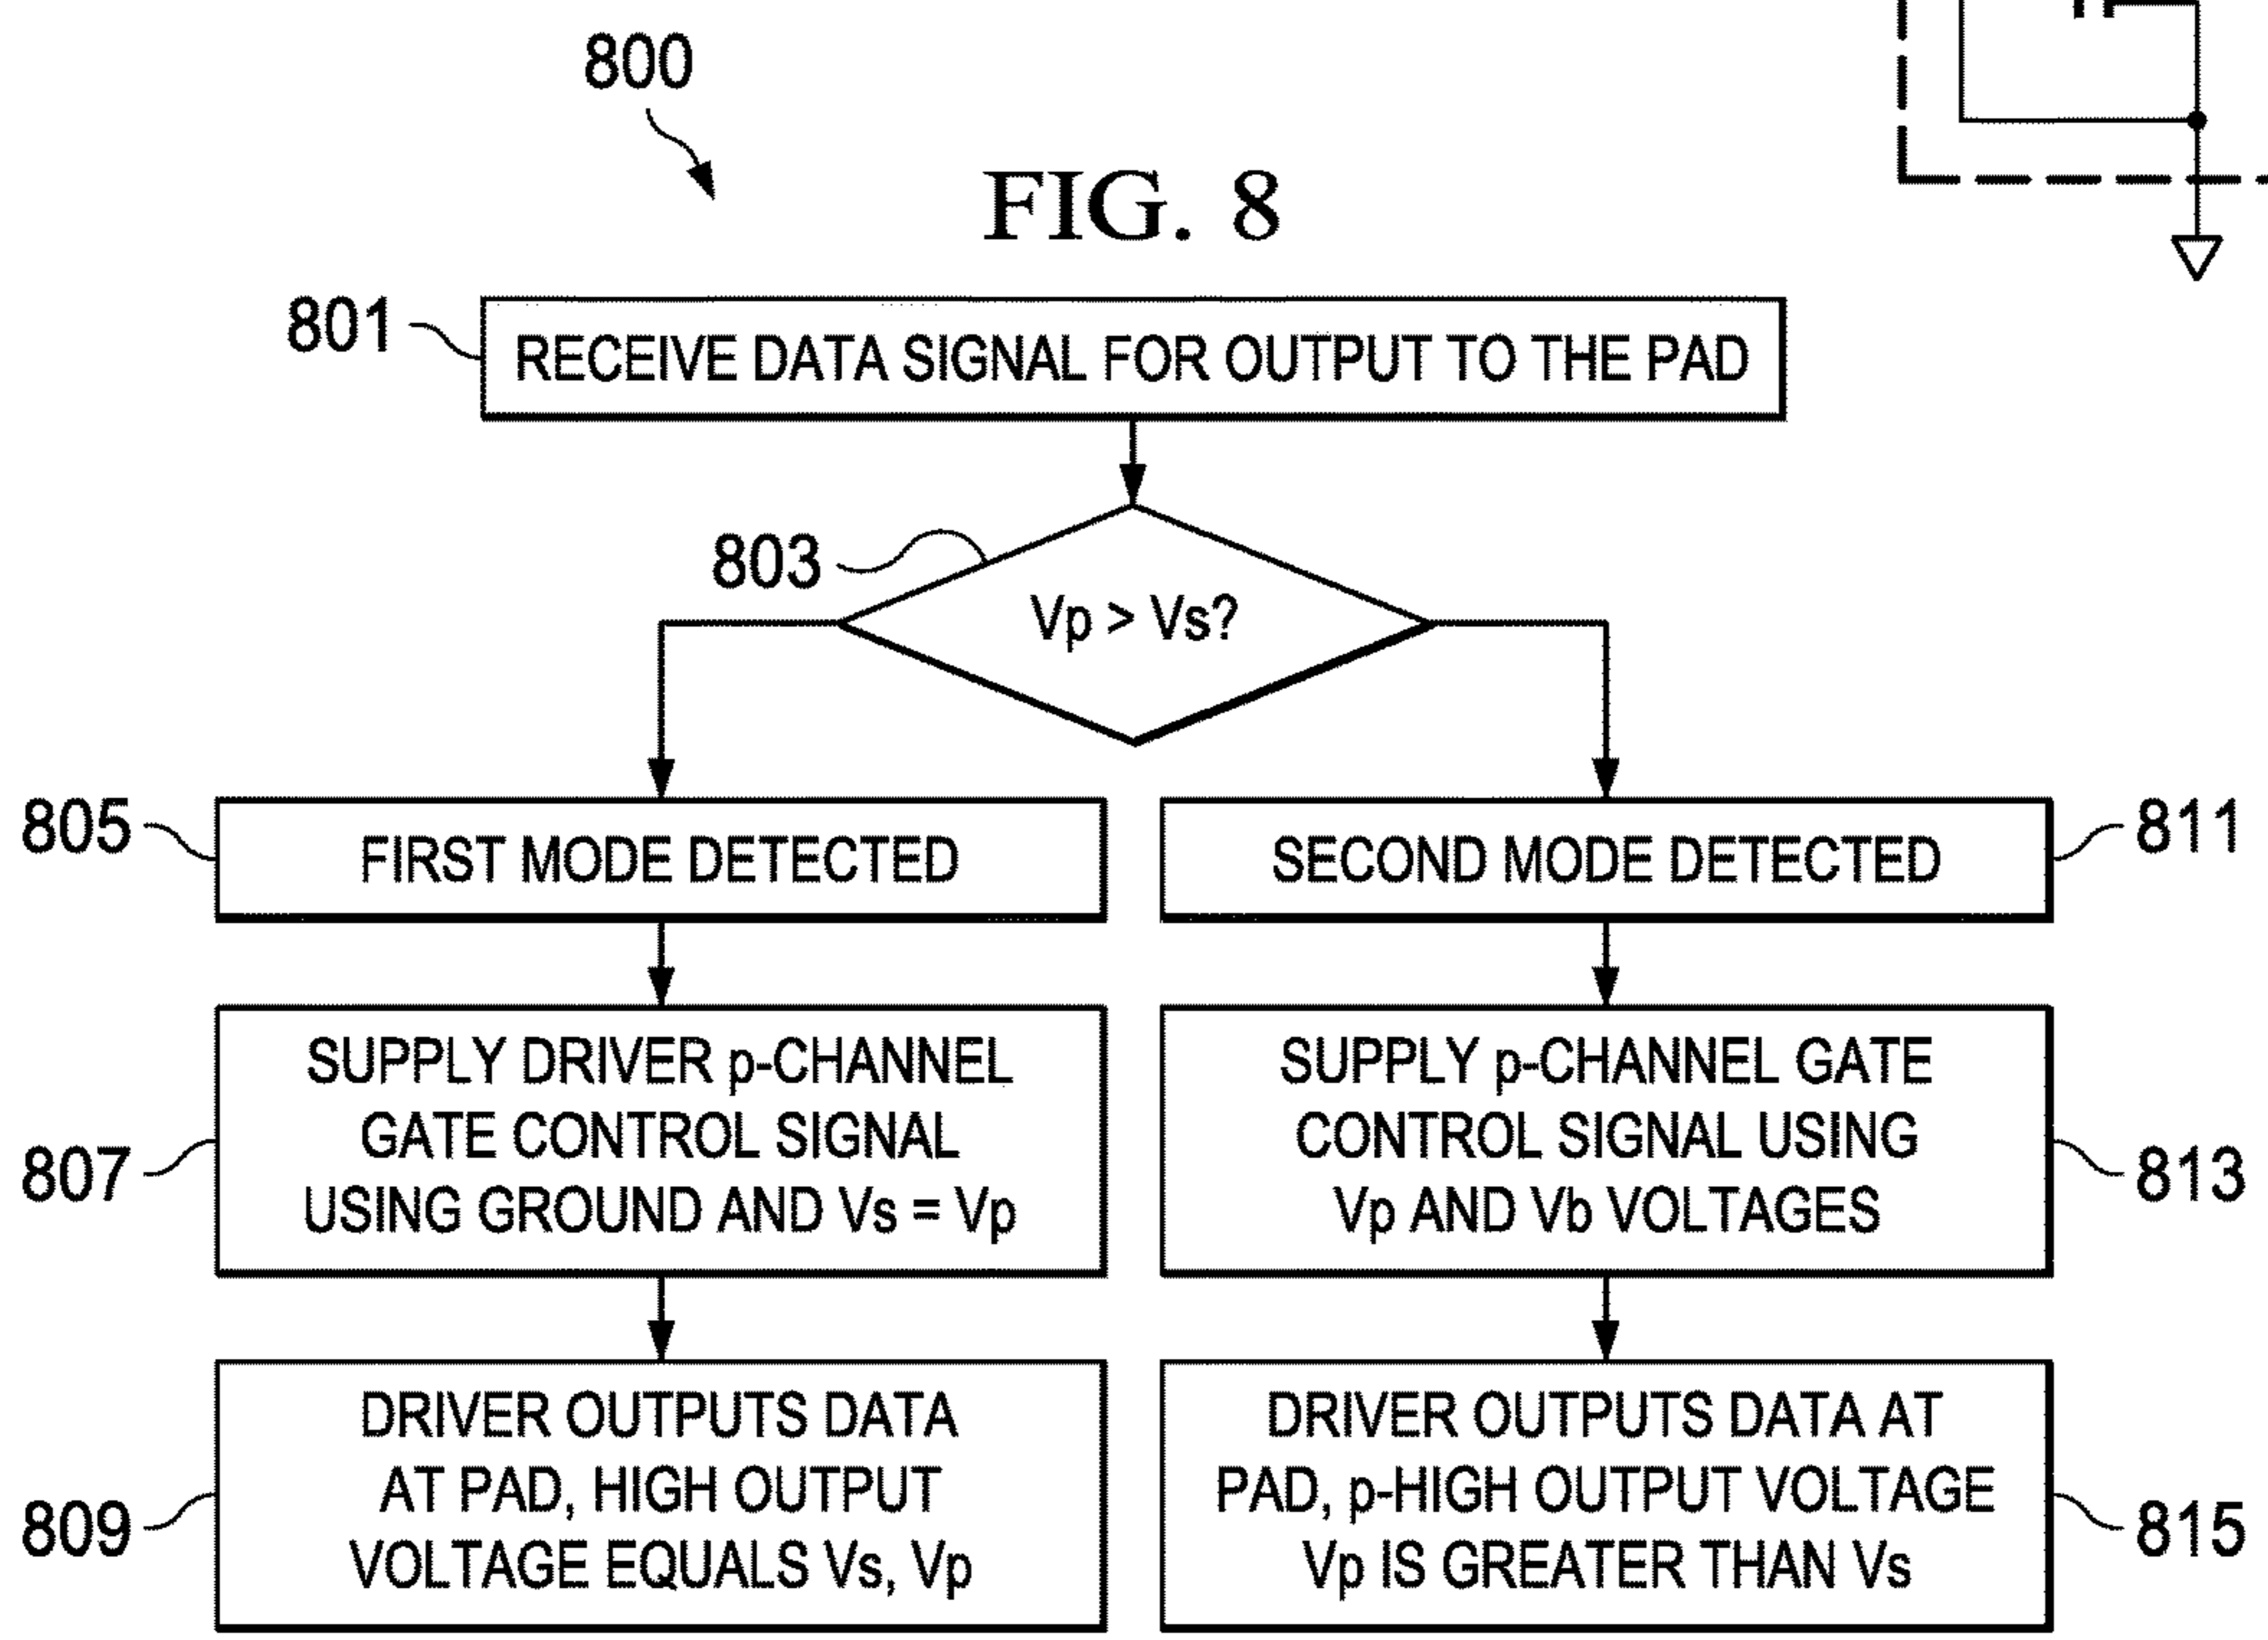 800
FIG. 8
801
RECEIVE DATA SIGNAL FOR OUTPUT TO THE PAD
803
Vp > Vs?
805
FIRST MODE DETECTED
SECOND MODE DETECTED
811
807
SUPPLY DRIVER p-CHANNEL
GATE CONTROL SIGNAL
USING GROUND AND Vs = Vp
SUPPLY p-CHANNEL GATE
CONTROL SIGNAL USING
Vp AND Vb VOLTAGES
813
809
DRIVER OUTPUTS DATA
AT PAD, HIGH OUTPUT
VOLTAGE EQUALS Vs, Vp
DRIVER OUTPUTS DATA AT
PAD, p-HIGH OUTPUT VOLTAGE
Vp IS GREATER THAN Vs
815